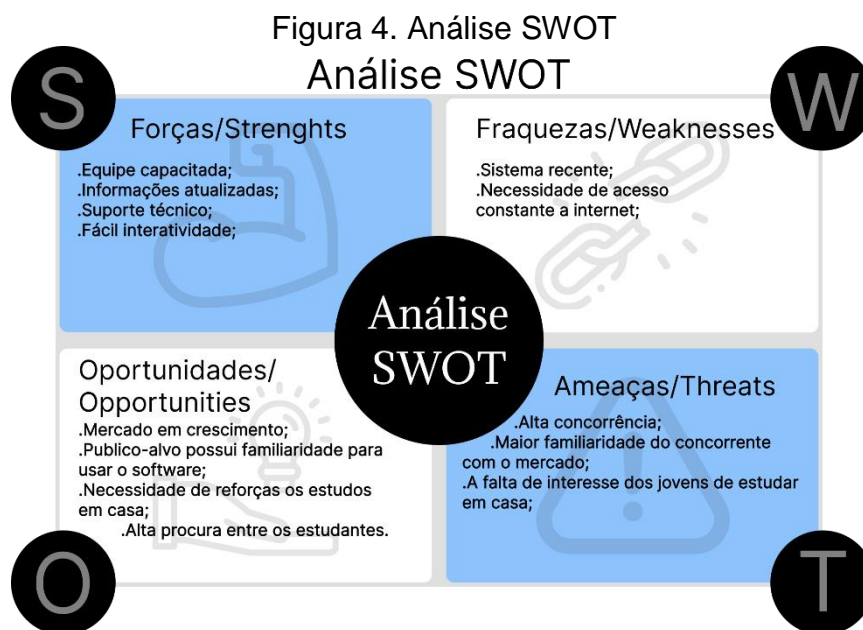 Figura 4. Análise SWOT
Análise SWOT
S
Forças/Strenghts
.Equipe capacitada;
.Informações atualizadas;
.Suporte técnico;
.Fácil interatividade;
W
Fraquezas/Weaknesses
.Sistema recente;
.Necessidade de acesso
constante a internet;
Análise
SWOT
Oportunidades/
Opportunities
.Mercado em crescimento;
.Publico-alvo possui familiaridade para
usar o software;
.Necessidade de reforças os estudos
em casa;
.Alta procura entre os estudantes.
O
Ameaças/Threats
.Alta concorrência;
.Maior familiaridade do concorrente
com o mercado;
.A falta de interesse dos jovens de estudar
em casa;
T